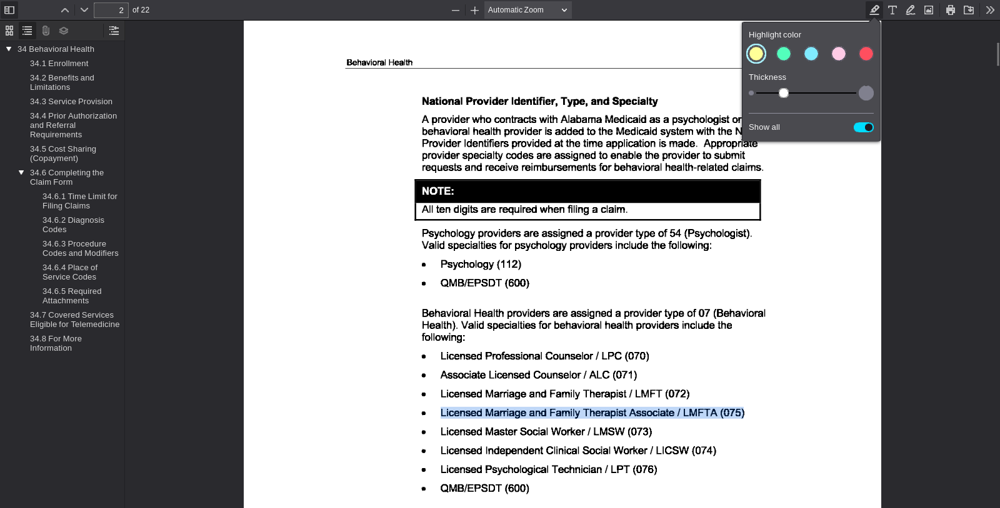 2 of 22
Automatic Zoom
34 Behavioral Health
34.1 Enrollment
34.2 Benefits and
Limitations
34.3 Service Provision
34.4 Prior Authorization
and Referral
Requirements
34.5 Cost Sharing
(Copayment)
34.6 Completing the
Claim Form
34.6.1 Time Limit for
Filing Claims
34.6.2 Diagnosis
Codes
34.6.3 Procedure
Codes and Modifiers
34.6.4 Place of
Service Codes
34.6.5 Required
Attachments
34.7 Covered Services
Eligible for Telemedicine
34.8 For More
Information
Highlight color
Thickness
Show all
Behavioral Health
National Provider Identifier, Type, and Specialty
A provider who contracts with Alabama Medicaid as a psychologist or
behavioral health provider is added to the Medicaid system with the
Provider Identifiers provided at the time application is made. Appropriate
provider specialty codes are assigned to enable the provider to submit
requests and receive reimbursements for behavioral health-related claims.
NOTE:
All ten digits are required when filing a claim.
Psychology providers are assigned a provider type of 54 (Psychologist).
Valid specialties for psychology providers include the following:
• Psychology (112)
• QMB/EPSDT (600)
Behavioral Health providers are assigned a provider type of 07 (Behavioral
Health). Valid specialties for behavioral health providers include the
following:
• Licensed Professional Counselor / LPC (070)
• Associate Licensed Counselor / ALC (071)
• Licensed Marriage and Family Therapist / LMFT (072)
• Licensed Marriage and Family Therapist Associate / LMFTA (075)
• Licensed Master Social Worker / LMSW (073)
• Licensed Independent Clinical Social Worker / LICSW (074)
• Licensed Psychological Technician / LPT (076)
• QMB/EPSDT (600)